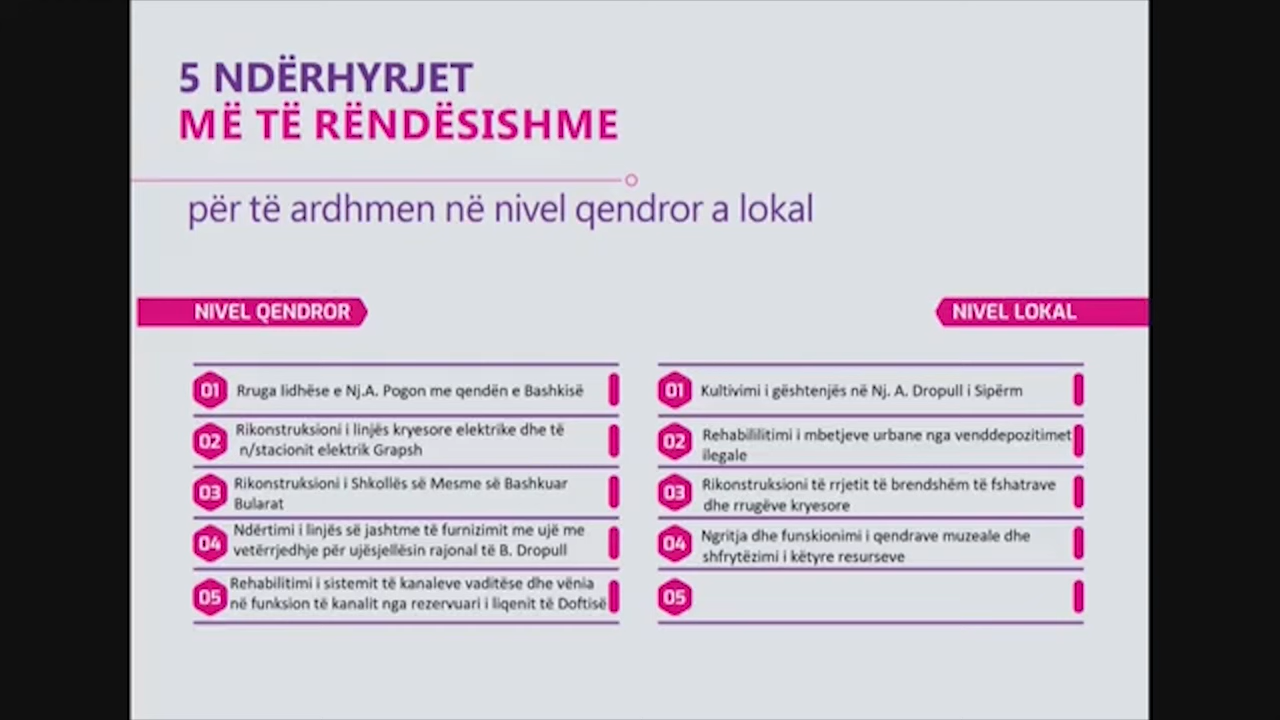 5 NDËRHYRJET
MË TË RËNDËSISHME
për të ardhmen në nivel qendror a lokal
NIVEL QENDROR
01 Rruga lidhëse e Nj.A. Pogon me qendën e Bashkisë
02 Rikonstruksioni i linjës kryesore elektrike dhe të
n/stacionit elektrik Grapsh
03 Rikonstruksioni i Shkollës së Mesme së Bashkuar
Bularat
04 Ndërtimi i linjës së jashtme të furnizimit me ujë me
vetërrjedhje për ujësjellësin rajonal të B. Dropull
05 Rehabilitimi i sistemit të kanaleve vaditëse dhe vënia
në funksion të kanalit nga rezervuari i liqenit të Doftisë
NIVEL LOKAL
01 Kultivimi i gështenjës në Nj. A. Dropull i Sipërm
02 Rehabililitimi i mbetjeve urbane nga venddepozitimet
ilegale
03 Rikonstruksioni të rrjetit të brendshëm të fshatrave
dhe rrugëve kryesore
04 Ngritja dhe funskionimi i qendrave muzeale dhe
shfrytëzimi i këtyre resurseve
05